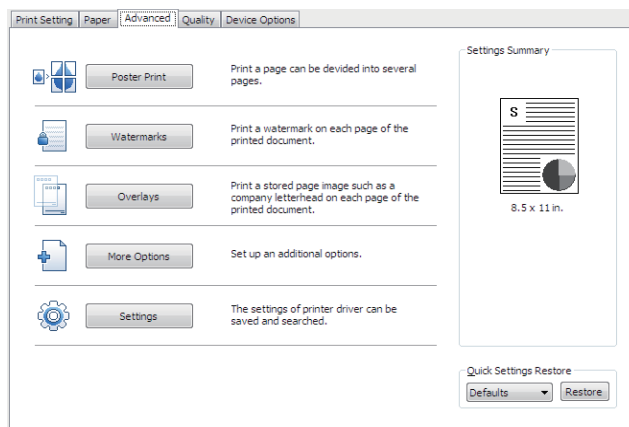 Print Setting Paper Advanced Quality Device Options
Poster Print
Print a page can be devided into several
pages.
Watermarks
Print a watermark on each page of the
printed document.
Overlays
Print a stored page image such as a
company letterhead on each page of the
printed document.
More Options
Set up an additional options.
Settings
The settings of printer driver can be
saved and searched.
Settings Summary
S
8.5 x 11 in.
Quick Settings Restore
Defaults Restore